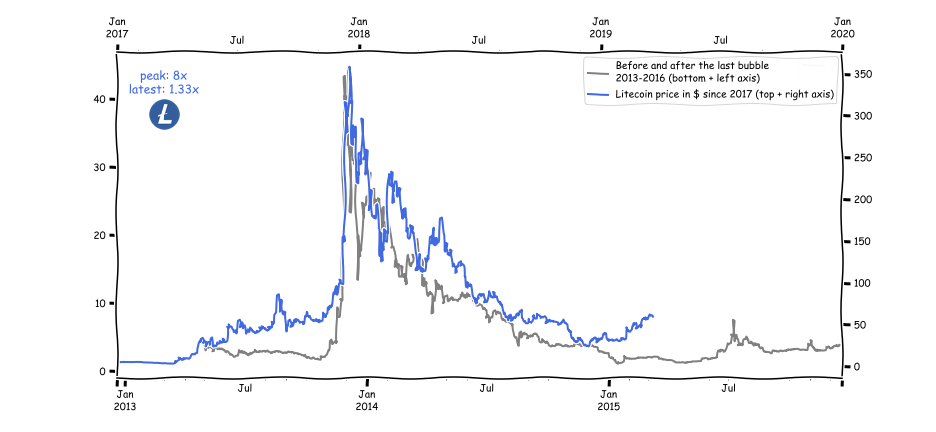 Jan
2017
Jul
Jan
2018
Jul
Jan
2019
Jul
Jan
2020
peak: 8x
latest: 1.33x
Ł
Before and after the last bubble
2013-2016 (bottom + left axis)
Litecoin price in $ since 2017 (top + right axis)
40
30
20
10
0
350
300
250
200
150
100
50
0
Jan
2013
Jul
Jan
2014
Jul
Jan
2015
Jul